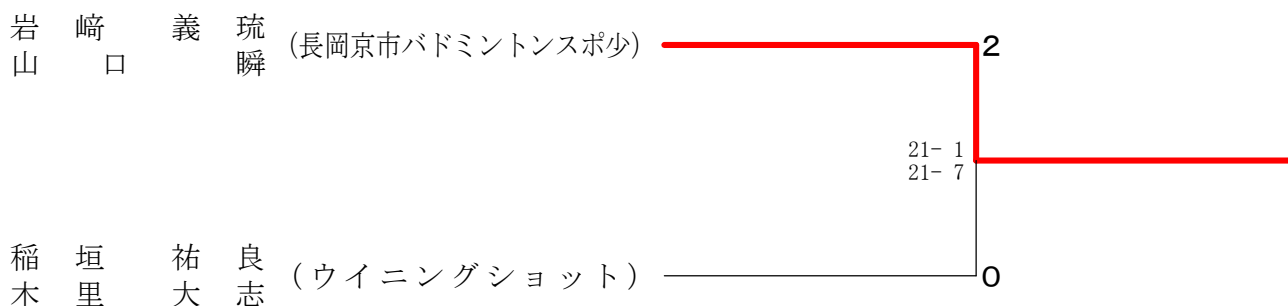 岩 﨑 義 琉
山 口 瞬
(長岡京市バドミントンスポ少)
2
21- 1
21- 7
稲 垣 祐 良
木 里 大 志
(ウイニングショット)
0